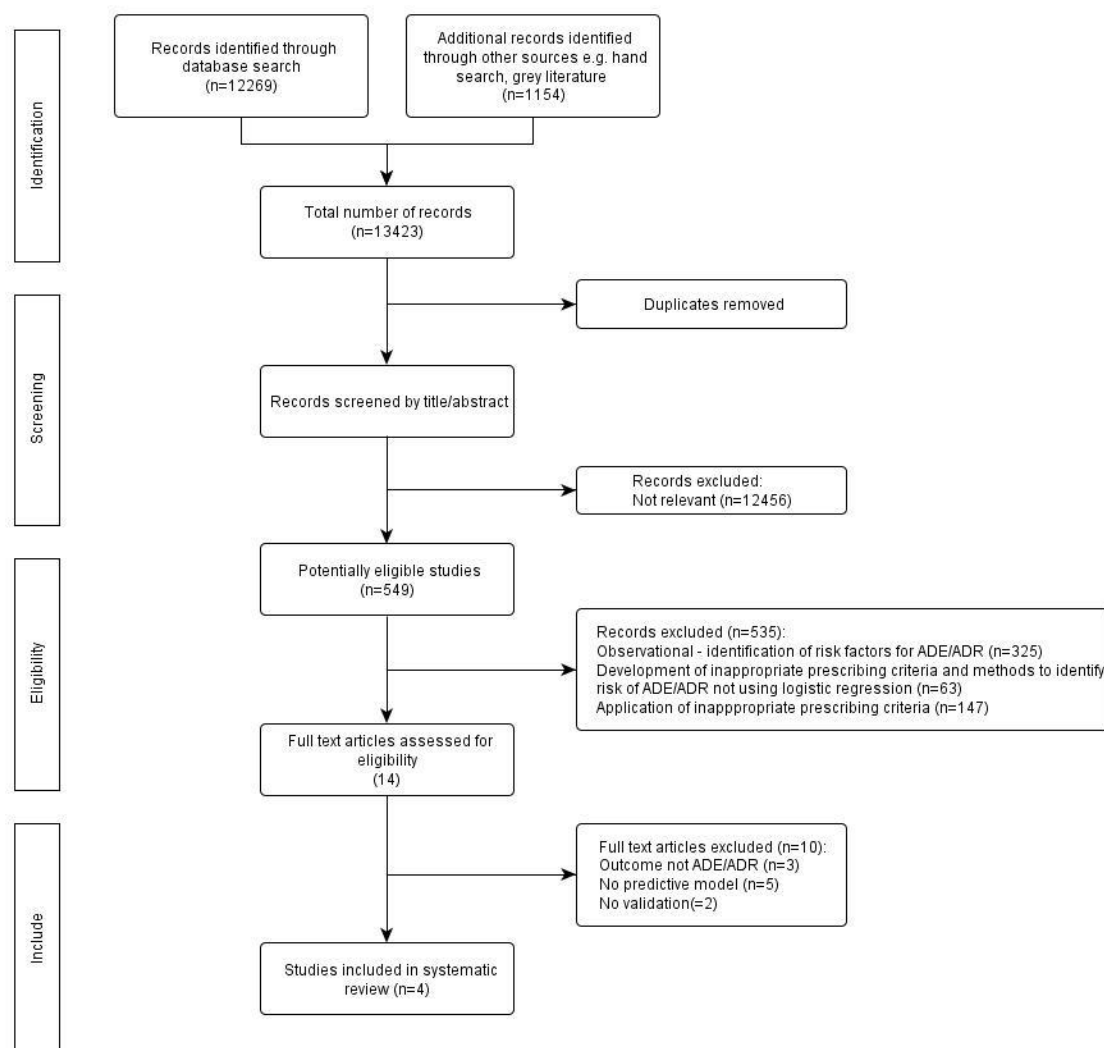 Identification
Records identified through
database search
(n=12269)
Additional records identified
through other sources e.g. hand
search, grey literature
(n=1154)
Total number of records
(n=13423)
Screening
Duplicates removed
Records screened by title/abstract
Records excluded:
Not relevant (n=12456)
Eligibility
Potentially eligible studies
(n=549)
Records excluded (n=535):
Observational - identification of risk factors for ADE/ADR (n=325)
Development of inappropriate prescribing criteria and methods to identify
risk of ADE/ADR not using logistic regression (n=63)
Application of inapppropriate prescribing criteria (n=147)
Full text articles assessed for
eligibility
(14)
Include
Full text articles excluded (n=10):
Outcome not ADE/ADR (n=3)
No predictive model (n=5)
No validation(=2)
Studies included in systematic
review (n=4)